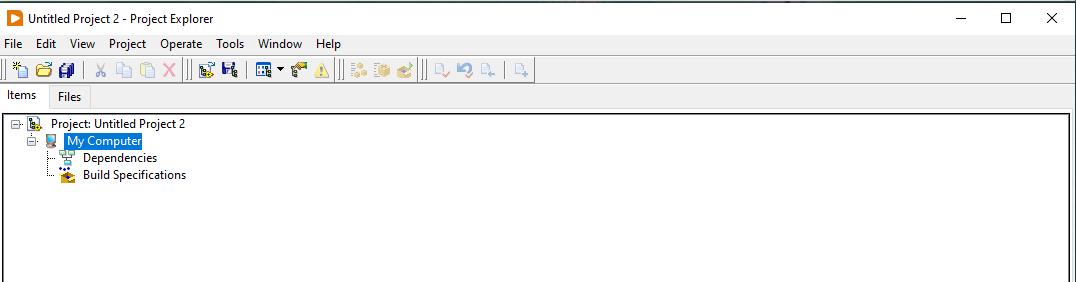 Untitled Project 2 - Project Explorer
File Edit View Project Operate Tools Window Help
Items Files
Project: Untitled Project 2
My Computer
Dependencies
Build Specifications